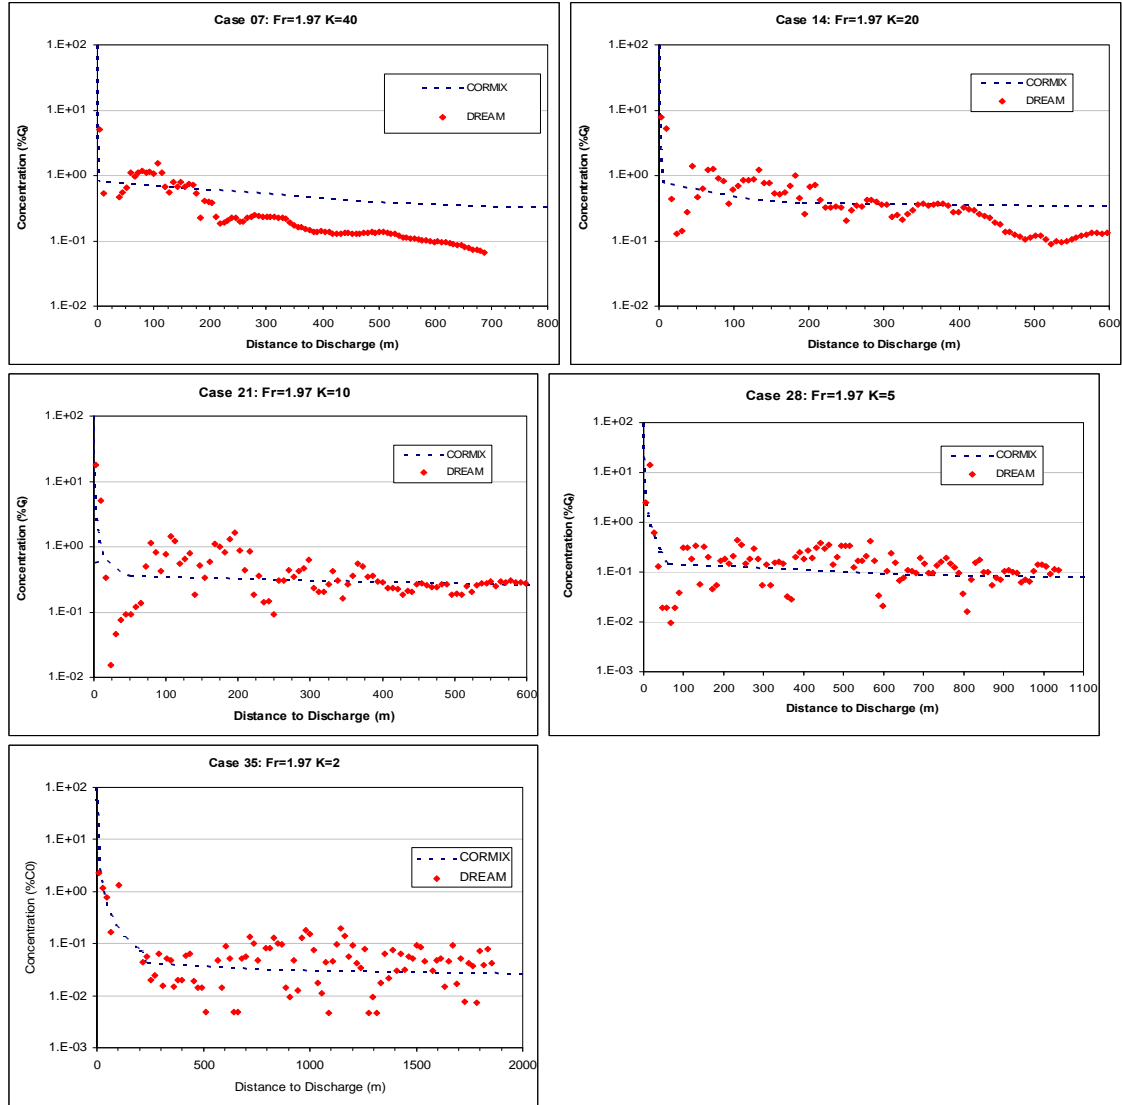 Case 07: Fr=1.97 K=40
1.E+02
1.E+01
1.E+00
1.E-01
1.E-02
Concentration (%C0)
CORMIX
DREAM
0 100 200 300 400 500 600 700 800
Distance to Discharge (m)
Case 14: Fr=1.97 K=20
1.E+02
1.E+01
1.E+00
1.E-01
1.E-02
Concentration (%C0)
CORMIX
DREAM
0 100 200 300 400 500 600
Distance to Discharge (m)
Case 21: Fr=1.97 K=10
1.E+02
1.E+01
1.E+00
1.E-01
1.E-02
Concentration (%C0)
CORMIX
DREAM
0 100 200 300 400 500 600
Distance to Discharge (m)
Case 28: Fr=1.97 K=5
1.E+02
1.E+01
1.E+00
1.E-01
1.E-02
1.E-03
Concentration (%C0)
CORMIX
DREAM
0 100 200 300 400 500 600 700 800 900 1000 1100
Distance to Discharge (m)
Case 35: Fr=1.97 K=2
1.E+02
1.E+01
1.E+00
1.E-01
1.E-02
1.E-03
Concentration (%C0)
CORMIX
DREAM
0 500 1000 1500 2000
Distance to Discharge (m)